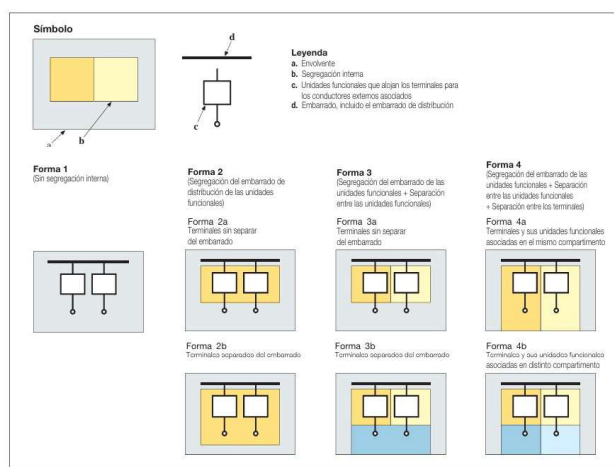 Símbolo
d
Leyenda
a. Envolvente
b. Segregación interna
c. Unidades funcionales que alojan los terminales para
los conductores externos asociados
d. Embarrado, incluido el embarrado de distribución
c
a
b
Forma 1
(Sin segregación interna)
Forma 2
(Segregación del embarrado de
distribución de las unidades
funcionales)
Forma 3
(Segregación del embarrado de las
unidades funcionales + Separación
entre las unidades funcionales)
Forma 4
(Segregación del embarrado de las
unidades funcionales + Separación
entre las unidades funcionales
+ Separación entre los terminales)
Forma 2a
Terminales sin separar
del embarrado
Forma 3a
Terminales sin separar
del embarrado
Forma 4a
Terminales y sus unidades funcionales
asociadas en el mismo compartimento
Forma 2b
Terminales separados del embarrado
Forma 3b
Terminales separados del embarrado
Forma 4b
Terminales y sus unidades funcionales
asociadas en distinto compartimento